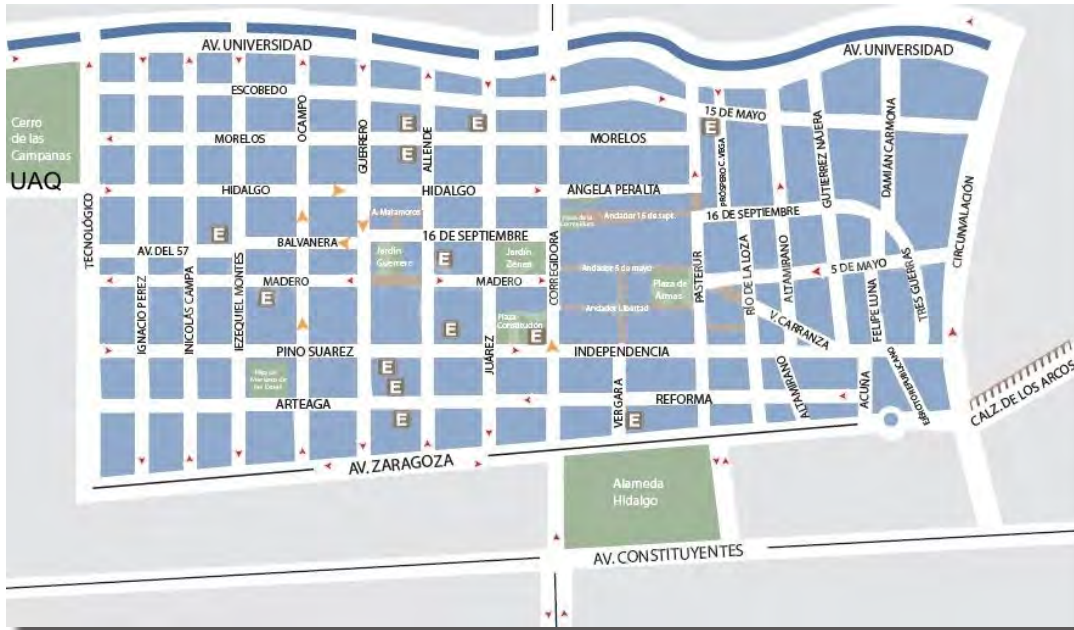 AV. UNIVERSIDAD
AV. UNIVERSIDAD
ESCOBEDO
Cerro
de las
Campanas
UAQ
MORELOS
OCAMPO
GUERRERO
E
ALLENDE
E
E
MORELOS
E
15 DE MAYO
PRÓSPERO C. VEGA
GUTIERREZ NÁJERA
DAMIÁN CARMONA
HIDALGO
HIDALGO
ANGELA PERALTA
TECNOLÓGICO
A. Matamoros
Andador 16 de sept.
16 DE SEPTIEMBRE
CIRCUNVALACIÓN
E
BALVANERA
16 DE SEPTIEMBRE
AV. DEL 57
Jardín
Guerrero
E
Jardín
Zenea
CORREGIDORA
Andador 5 de mayo
PASTERUR
RÍO DE LA LOZA
ALTAMIRANO
5 DE MAYO
TRES GUERRAS
MADERO
MADERO
Plaza de
Armas
IGNACIO PEREZ
INICOLAS CAMPA
IEZEQUIEL MONTES
E
E
Plaza
Constitución
E
Andador Libertad
V. CARRANZA
FELIPE LUNA
PINO SUAREZ
JUÁREZ
INDEPENDENCIA
E
E
ARTEAGA
E
VERGARA
E
REFORMA
ALTAMIRANO
ACUÑA
CALZ. DE LOS ARCOS
AV. ZARAGOZA
Alameda
Hidalgo
AV. CONSTITUYENTES